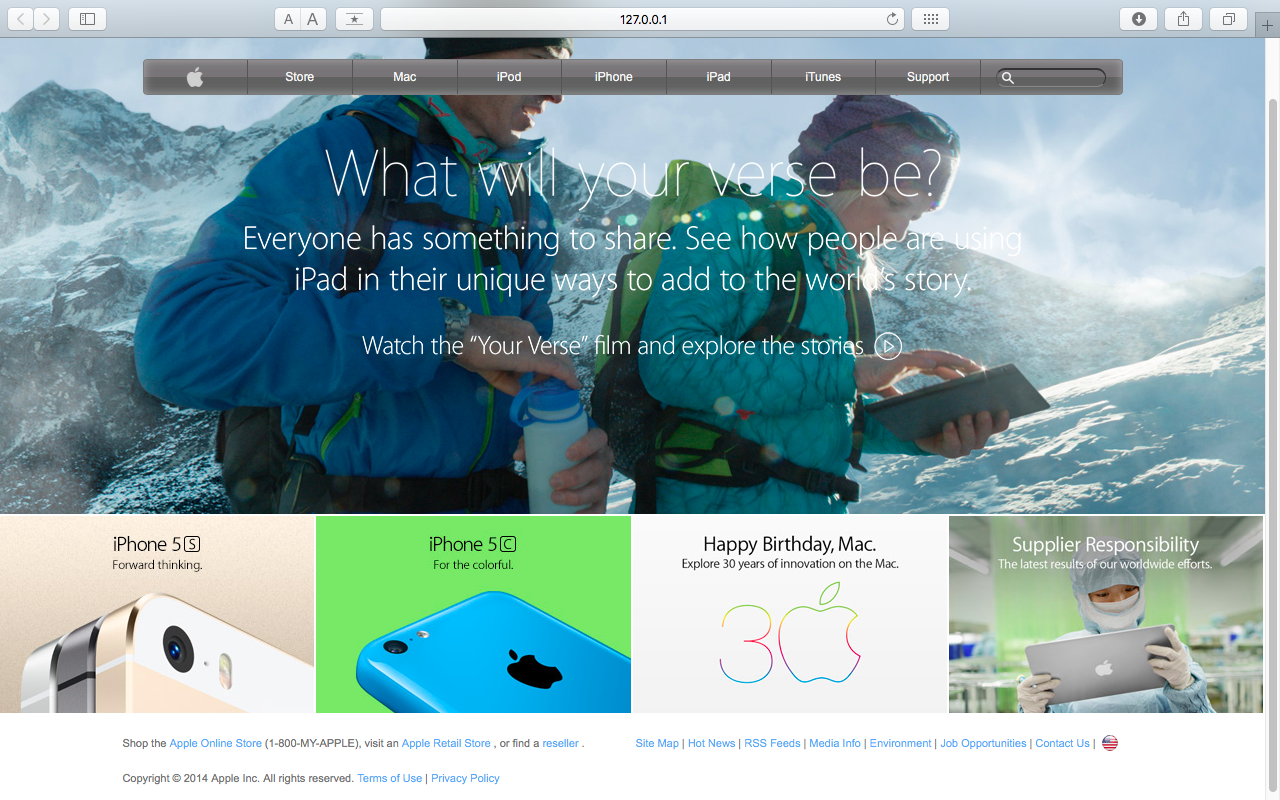 A A 127.0.0.1
Store Mac iPod iPhone iPad iTunes Support
What will your verse be?
Everyone has something to share. See how people are using
iPad in their unique ways to add to the world's story.
Watch the “Your Verse” film and explore the stories
iPhone 5 S
Forward thinking.
iPhone 5 C
For the colorful.
Happy Birthday, Mac.
Explore 30 years of innovation on the Mac.
30
Supplier Responsibility
The latest results of our worldwide efforts.
Shop the Apple Online Store (1-800-MY-APPLE), visit an Apple Retail Store , or find a reseller .
Site Map | Hot News | RSS Feeds | Media Info | Environment | Job Opportunities | Contact Us |
Copyright © 2014 Apple Inc. All rights reserved. Terms of Use | Privacy Policy